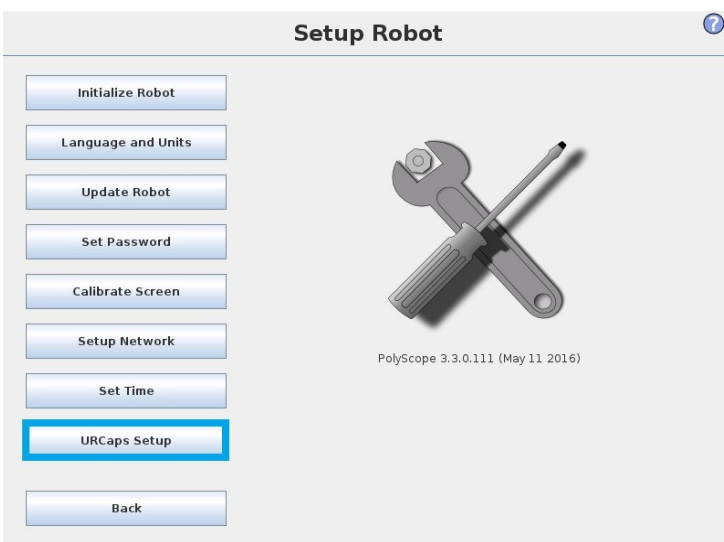 Setup Robot
?
Initialize Robot
Language and Units
Update Robot
Set Password
Calibrate Screen
Setup Network
PolyScope 3.3.0.111 (May 11 2016)
Set Time
URCaps Setup
Back